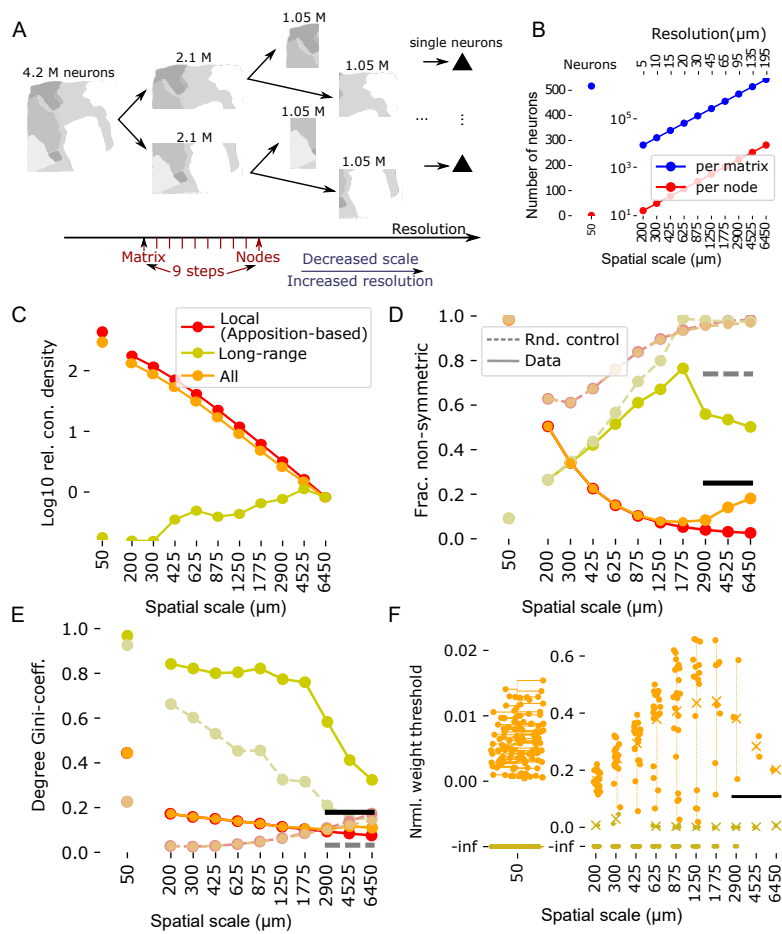 A
4.2 M neurons
2.1 M
2.1 M
1.05 M
1.05 M
1.05 M
1.05 M
single neurons
...
...
...
Resolution
Matrix
Nodes
9 steps
Decreased scale
Increased resolution
B
Resolution(μm)
5 10 15 20 30 45 65 95 135 195
Neurons
500
400
300
200
100
0
10⁵
10³
10¹
Number of neurons
per matrix
per node
50
200 300 425 625 875 1250 1775 2900 4525 6450
Spatial scale (μm)
C
Local
(Apposition-based)
Long-range
All
2
1
0
Log10 rel. con. density
50 200 300 425 625 875 1250 1775 2900 4525 6450
Spatial scale (μm)
D
1.0
0.8
0.6
0.4
0.2
0.0
Frac. non-symmetric
Rnd. control
Data
50 200 300 425 625 875 1250 1775 2900 4525 6450
Spatial scale (μm)
E
1.0
0.8
0.6
0.4
0.2
0.0
Degree Gini-coeff.
50 200 300 425 625 875 1250 1775 2900 4525 6450
Spatial scale (μm)
F
0.02
0.01
0.00
-inf
0.6
0.4
0.2
0.0
-inf
Nrml. weight threshold
50
200 300 425 625 875 1250 1775 2900 4525 6450
Spatial scale (μm)